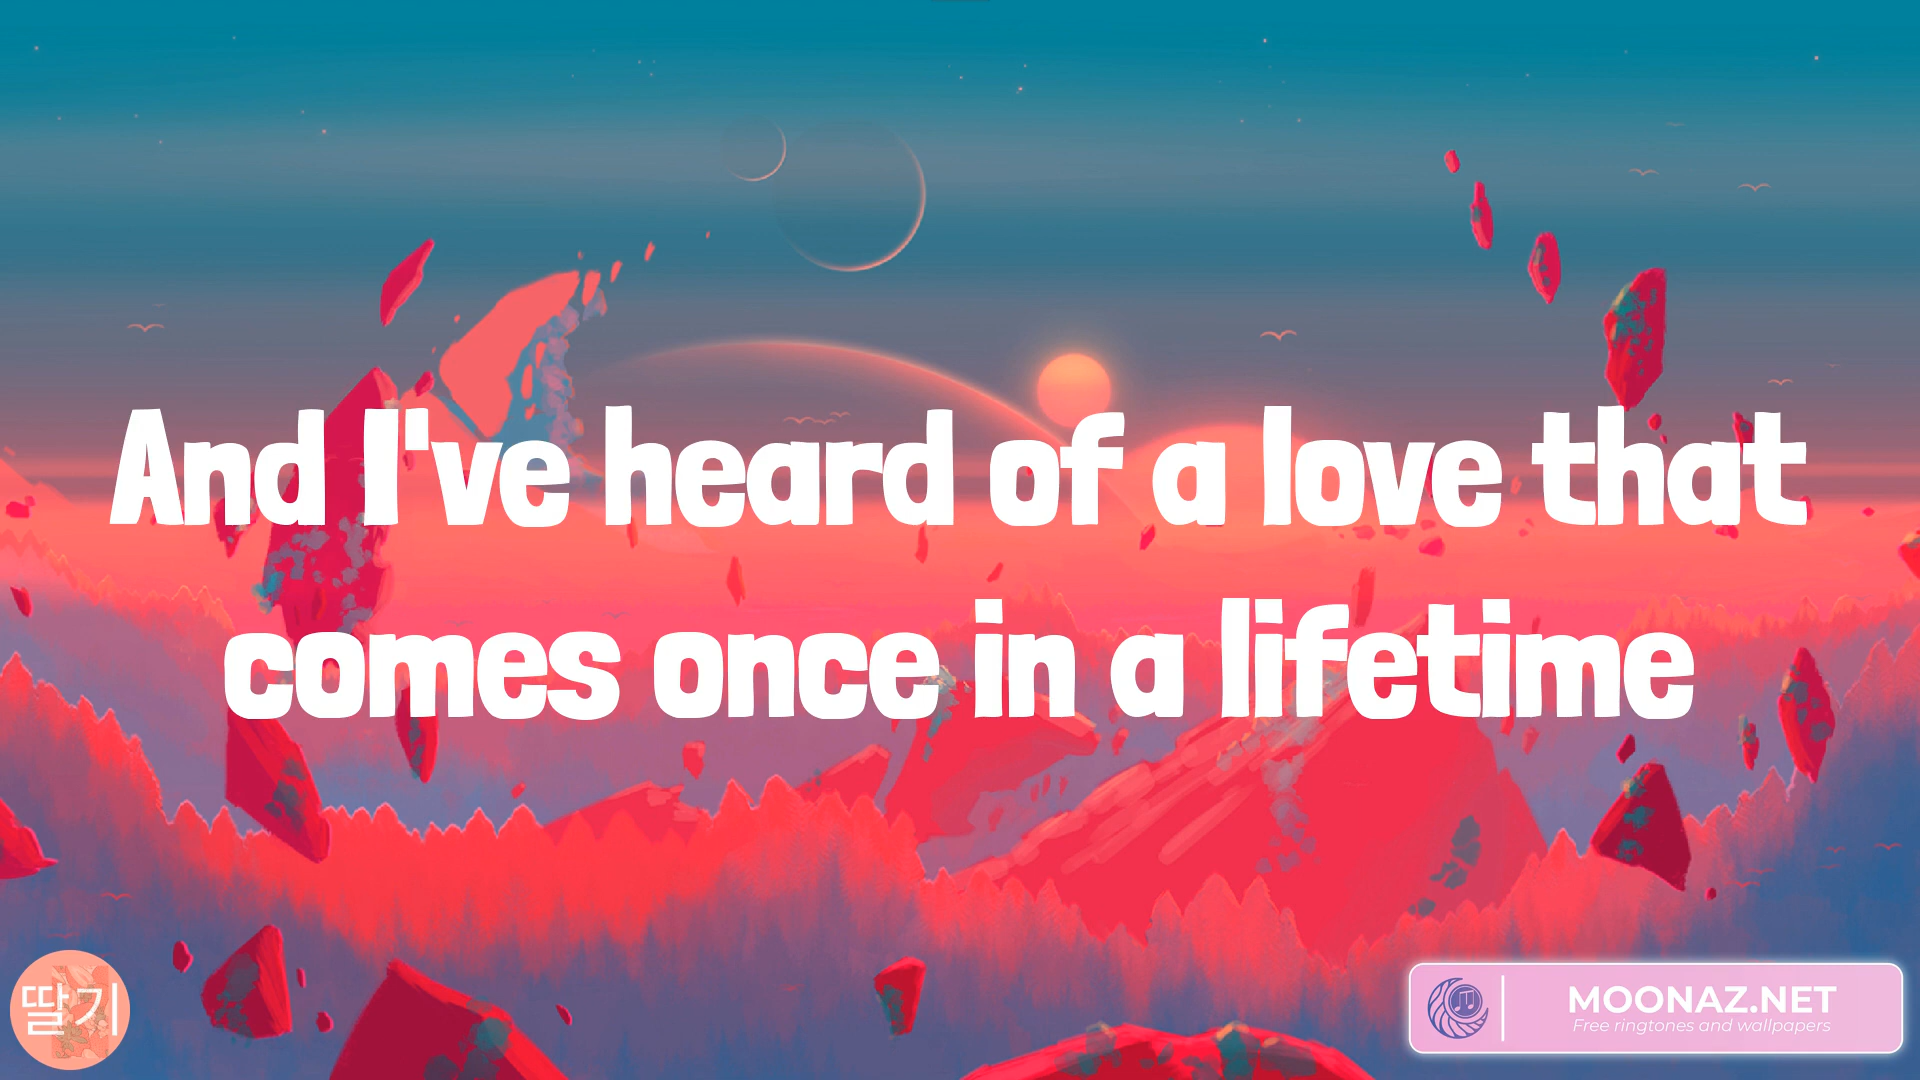 And I've heard of a love that
comes once in a lifetime
딸기
MOONAZ.NET
Free ringtones and wallpapers